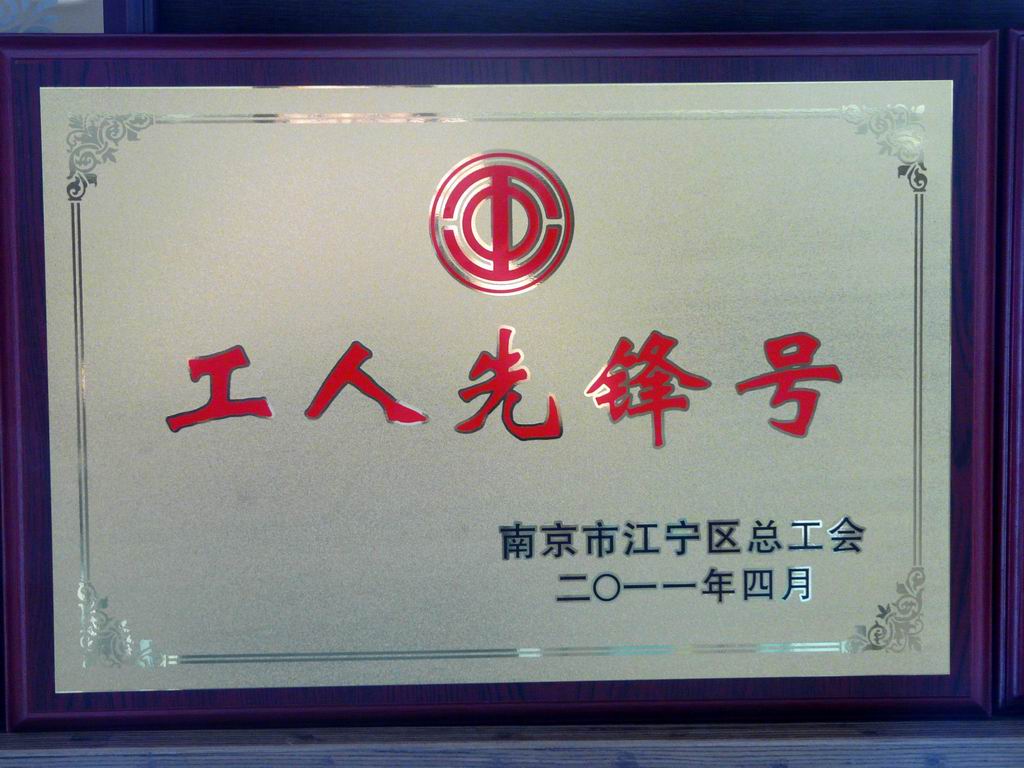 工人先锋号
南京市江宁区总工会
二〇一一年四月